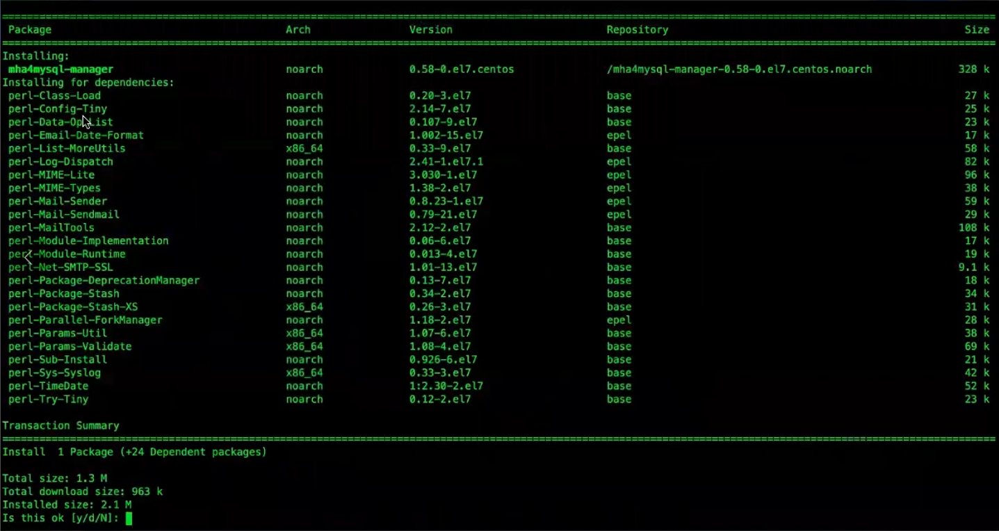 Package Arch Version Repository Size
Installing:
mha4mysql-manager noarch 0.58-0.el7.centos /mha4mysql-manager-0.58-0.el7.centos.noarch 328 k
Installing for dependencies:
perl-Class-Load noarch 0.20-3.el7 base 27 k
perl-Config-Tiny noarch 2.14-7.el7 base 25 k
perl-Data-OptList noarch 0.107-9.el7 base 23 k
perl-Email-Date-Format noarch 1.002-15.el7 epel 17 k
perl-List-MoreUtils x86_64 0.33-9.el7 base 58 k
perl-Log-Dispatch noarch 2.41-1.el7.1 epel 82 k
perl-MIME-Lite noarch 3.030-1.el7 epel 96 k
perl-MIME-Types noarch 1.38-2.el7 epel 38 k
perl-Mail-Sender noarch 0.8.23-1.el7 epel 59 k
perl-Mail-Sendmail noarch 0.79-21.el7 epel 29 k
perl-MailTools noarch 2.12-2.el7 base 108 k
perl-Module-Implementation noarch 0.06-6.el7 base 17 k
perl-Module-Runtime noarch 0.013-4.el7 base 19 k
perl-Net-SMTP-SSL noarch 1.01-13.el7 base 9.1 k
perl-Package-DeprecationManager noarch 0.13-7.el7 base 18 k
perl-Package-Stash noarch 0.34-2.el7 base 34 k
perl-Package-Stash-XS x86_64 0.26-3.el7 base 31 k
perl-Parallel-ForkManager noarch 1.18-2.el7 epel 28 k
perl-Params-Util x86_64 1.07-6.el7 base 38 k
perl-Params-Validate x86_64 1.08-4.el7 base 69 k
perl-Sub-Install noarch 0.926-6.el7 base 21 k
perl-Sys-Syslog x86_64 0.33-3.el7 base 42 k
perl-TimeDate noarch 1:2.30-2.el7 base 52 k
perl-Try-Tiny noarch 0.12-2.el7 base 23 k
Transaction Summary
Install 1 Package (+24 Dependent packages)
Total size: 1.3 M
Total download size: 963 k
Installed size: 2.1 M
Is this ok [y/d/N]: